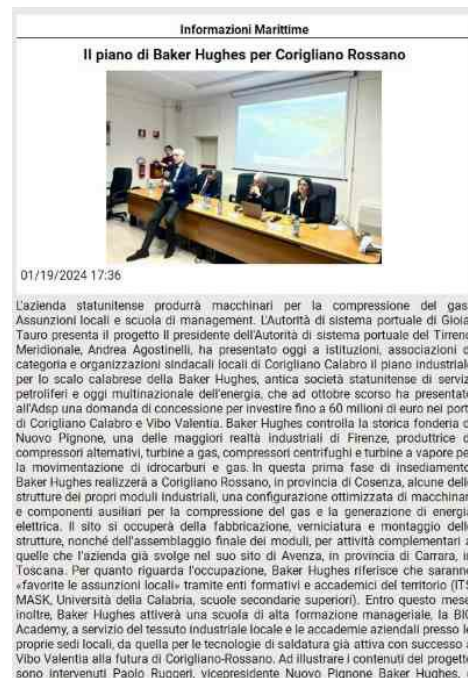 Informazioni Marittime
Il piano di Baker Hughes per Corigliano Rossano
01/19/2024 17:36
L'azienda statunitense produrrà macchinari per la compressione del gas.
Assunzioni locali e scuola di management. L'Autorità di sistema portuale di Gioia
Tauro presenta il progetto Il presidente dell'Autorità di sistema portuale del Tirreno
Meridionale, Andrea Agostinelli, ha presentato oggi a istituzioni, associazioni di
categoria e organizzazioni sindacali locali di Corigliano Calabro il piano industriale
per lo scalo calabrese della Baker Hughes, antica società statunitense di servizi
petroliferi e oggi multinazionale dell'energia, che ad ottobre scorso ha presentato
all'Adsp una domanda di concessione per investire fino a 60 milioni di euro nei porti
di Corigliano Calabro e Vibo Valentia. Baker Hughes controlla la storica fonderia di
Nuovo Pignone, una delle maggiori realtà industriali di Firenze, produttrice di
compressori alternativi, turbine a gas, compressori centrifughi e turbine a vapore per
la movimentazione di idrocarburi e gas. In questa prima fase di insediamento
Baker Hughes realizzerà a Corigliano Rossano, in provincia di Cosenza, alcune delle
strutture dei propri moduli industriali, una configurazione ottimizzata di macchinari
e componenti ausiliari per la compressione del gas e la generazione di energia
elettrica. Il sito si occuperà della fabbricazione, verniciatura e montaggio delle
strutture, nonché dell'assemblaggio finale dei moduli, per attività complementari a
quelle che l'azienda già svolge nel suo sito di Avenza, in provincia di Carrara, in
Toscana. Per quanto riguarda l'occupazione, Baker Hughes riferisce che saranno
«favorite le assunzioni locali» tramite enti formativi e accademici del territorio (ITS
MASK, Università della Calabria, scuole secondarie superiori). Entro questo mese,
inoltre, Baker Hughes attiverà una scuola di alta formazione manageriale, la BIG
Academy, a servizio del tessuto industriale locale e le accademie aziendali presso le
proprie sedi locali, da quella per le tecnologie di saldatura già attiva con successo a
Vibo Valentia alla futura di Corigliano-Rossano. Ad illustrare i contenuti del progetto
sono intervenuti Paolo Ruggeri, vicepresidente Nuovo Pignone Baker Hughes,